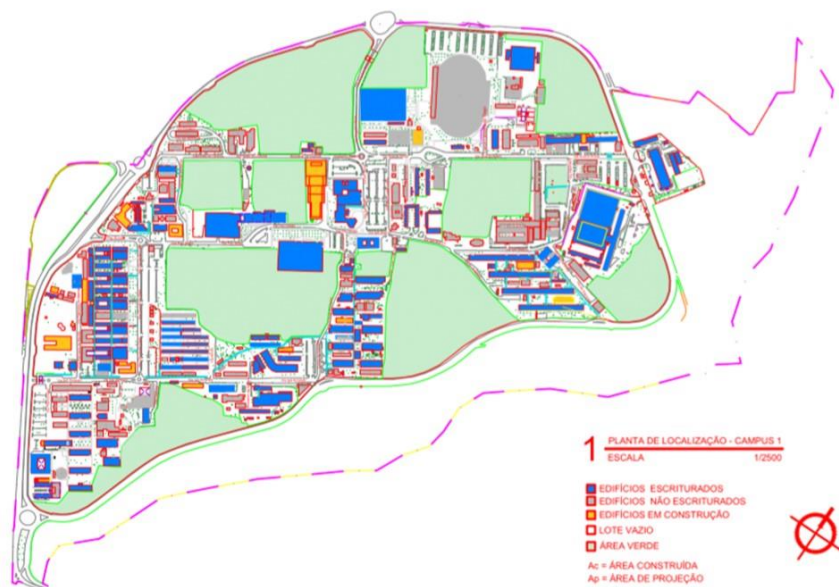 1 PLANTA DE LOCALIZAÇÃO - CAMPUS 1
ESCALA 1/2500
EDIFÍCIOS ESCRITURADOS
EDIFÍCIOS NÃO ESCRITURADOS
EDIFÍCIOS EM CONSTRUÇÃO
LOTE VAZIO
ÁREA VERDE
Ac = ÁREA CONSTRUÍDA
Ap = ÁREA DE PROJEÇÃO